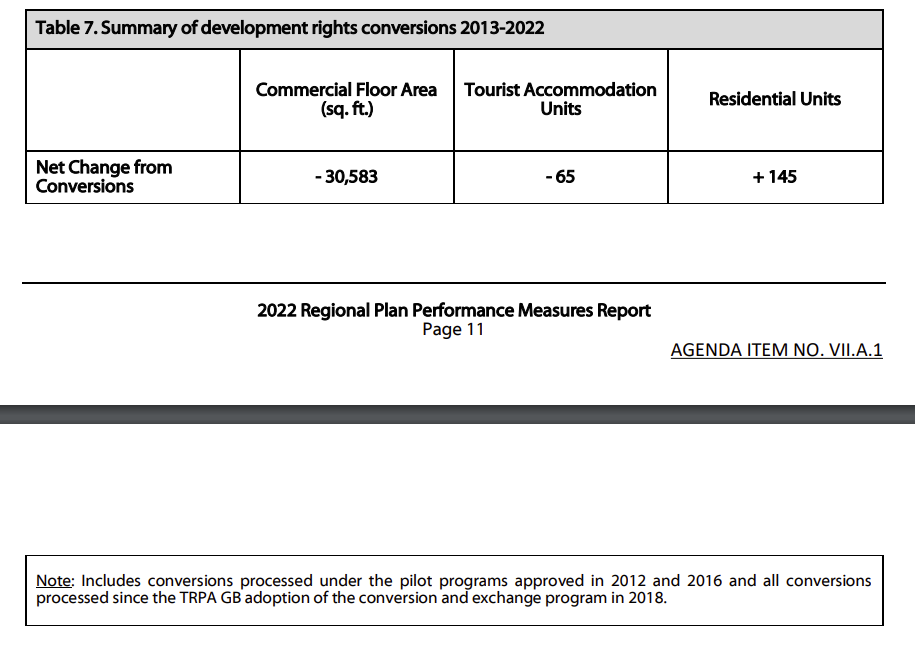 Table 7. Summary of development rights conversions 2013-2022
Commercial Floor Area
(sq. ft.)
Tourist Accommodation
Units
Residential Units
Net Change from
Conversions
- 30,583
- 65
+ 145
2022 Regional Plan Performance Measures Report
Page 11
AGENDA ITEM NO. VII.A.1
Note: Includes conversions processed under the pilot programs approved in 2012 and 2016 and all conversions
processed since the TRPA GB adoption of the conversion and exchange program in 2018.